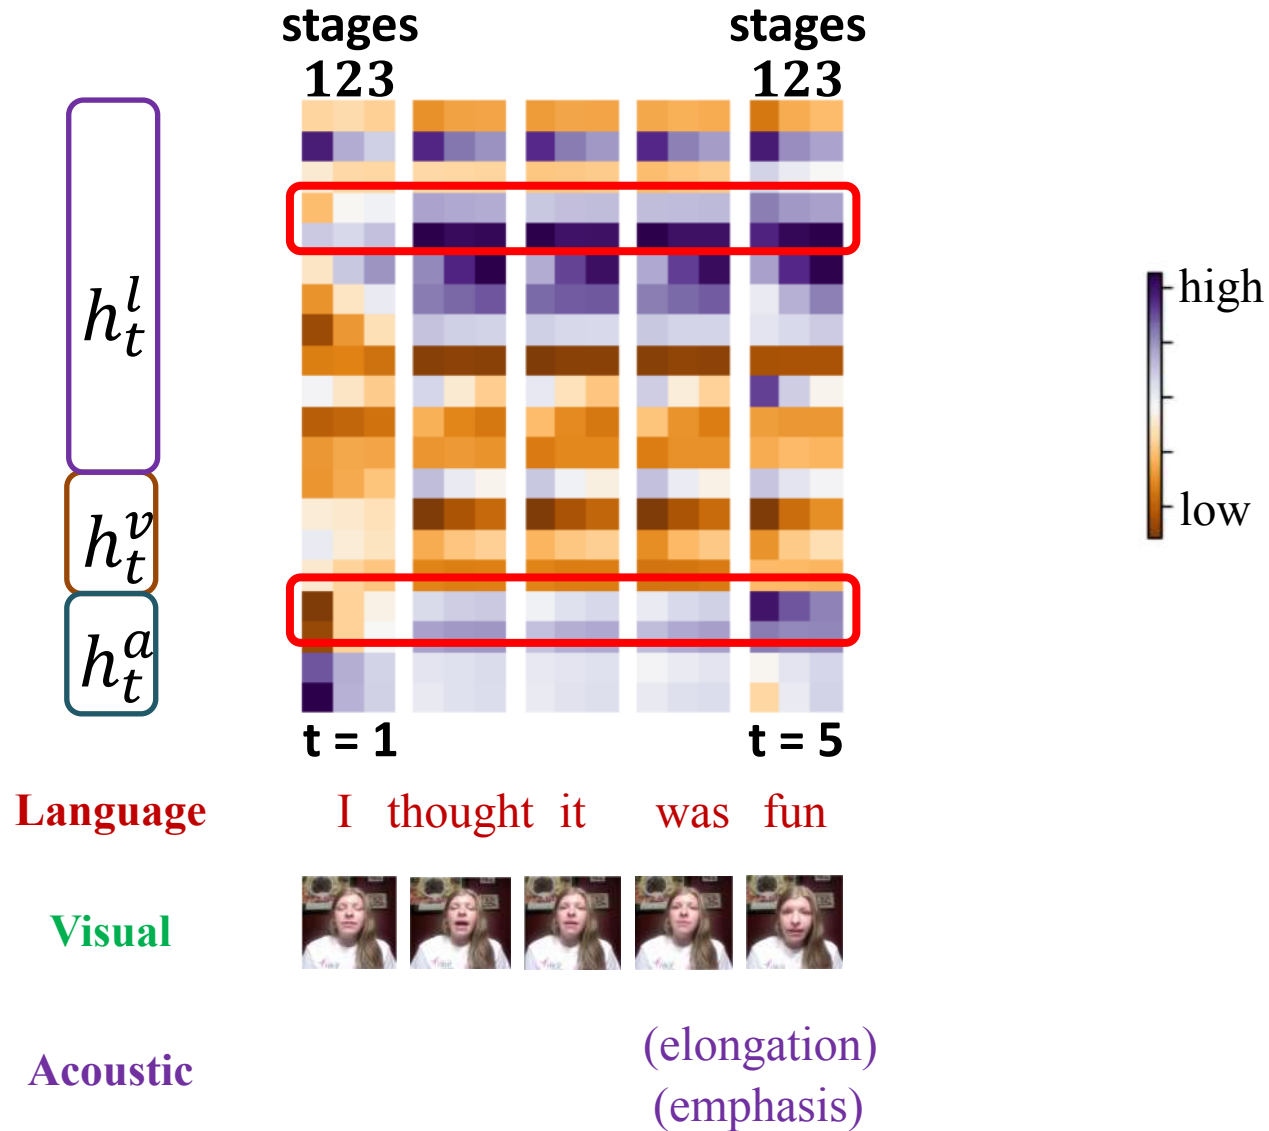 stages stages
123 123
h_t^l
high
low
h_t^v
h_t^a
t = 1 t = 5
Language I thought it was fun
Visual
(elongation)
Acoustic
(emphasis)